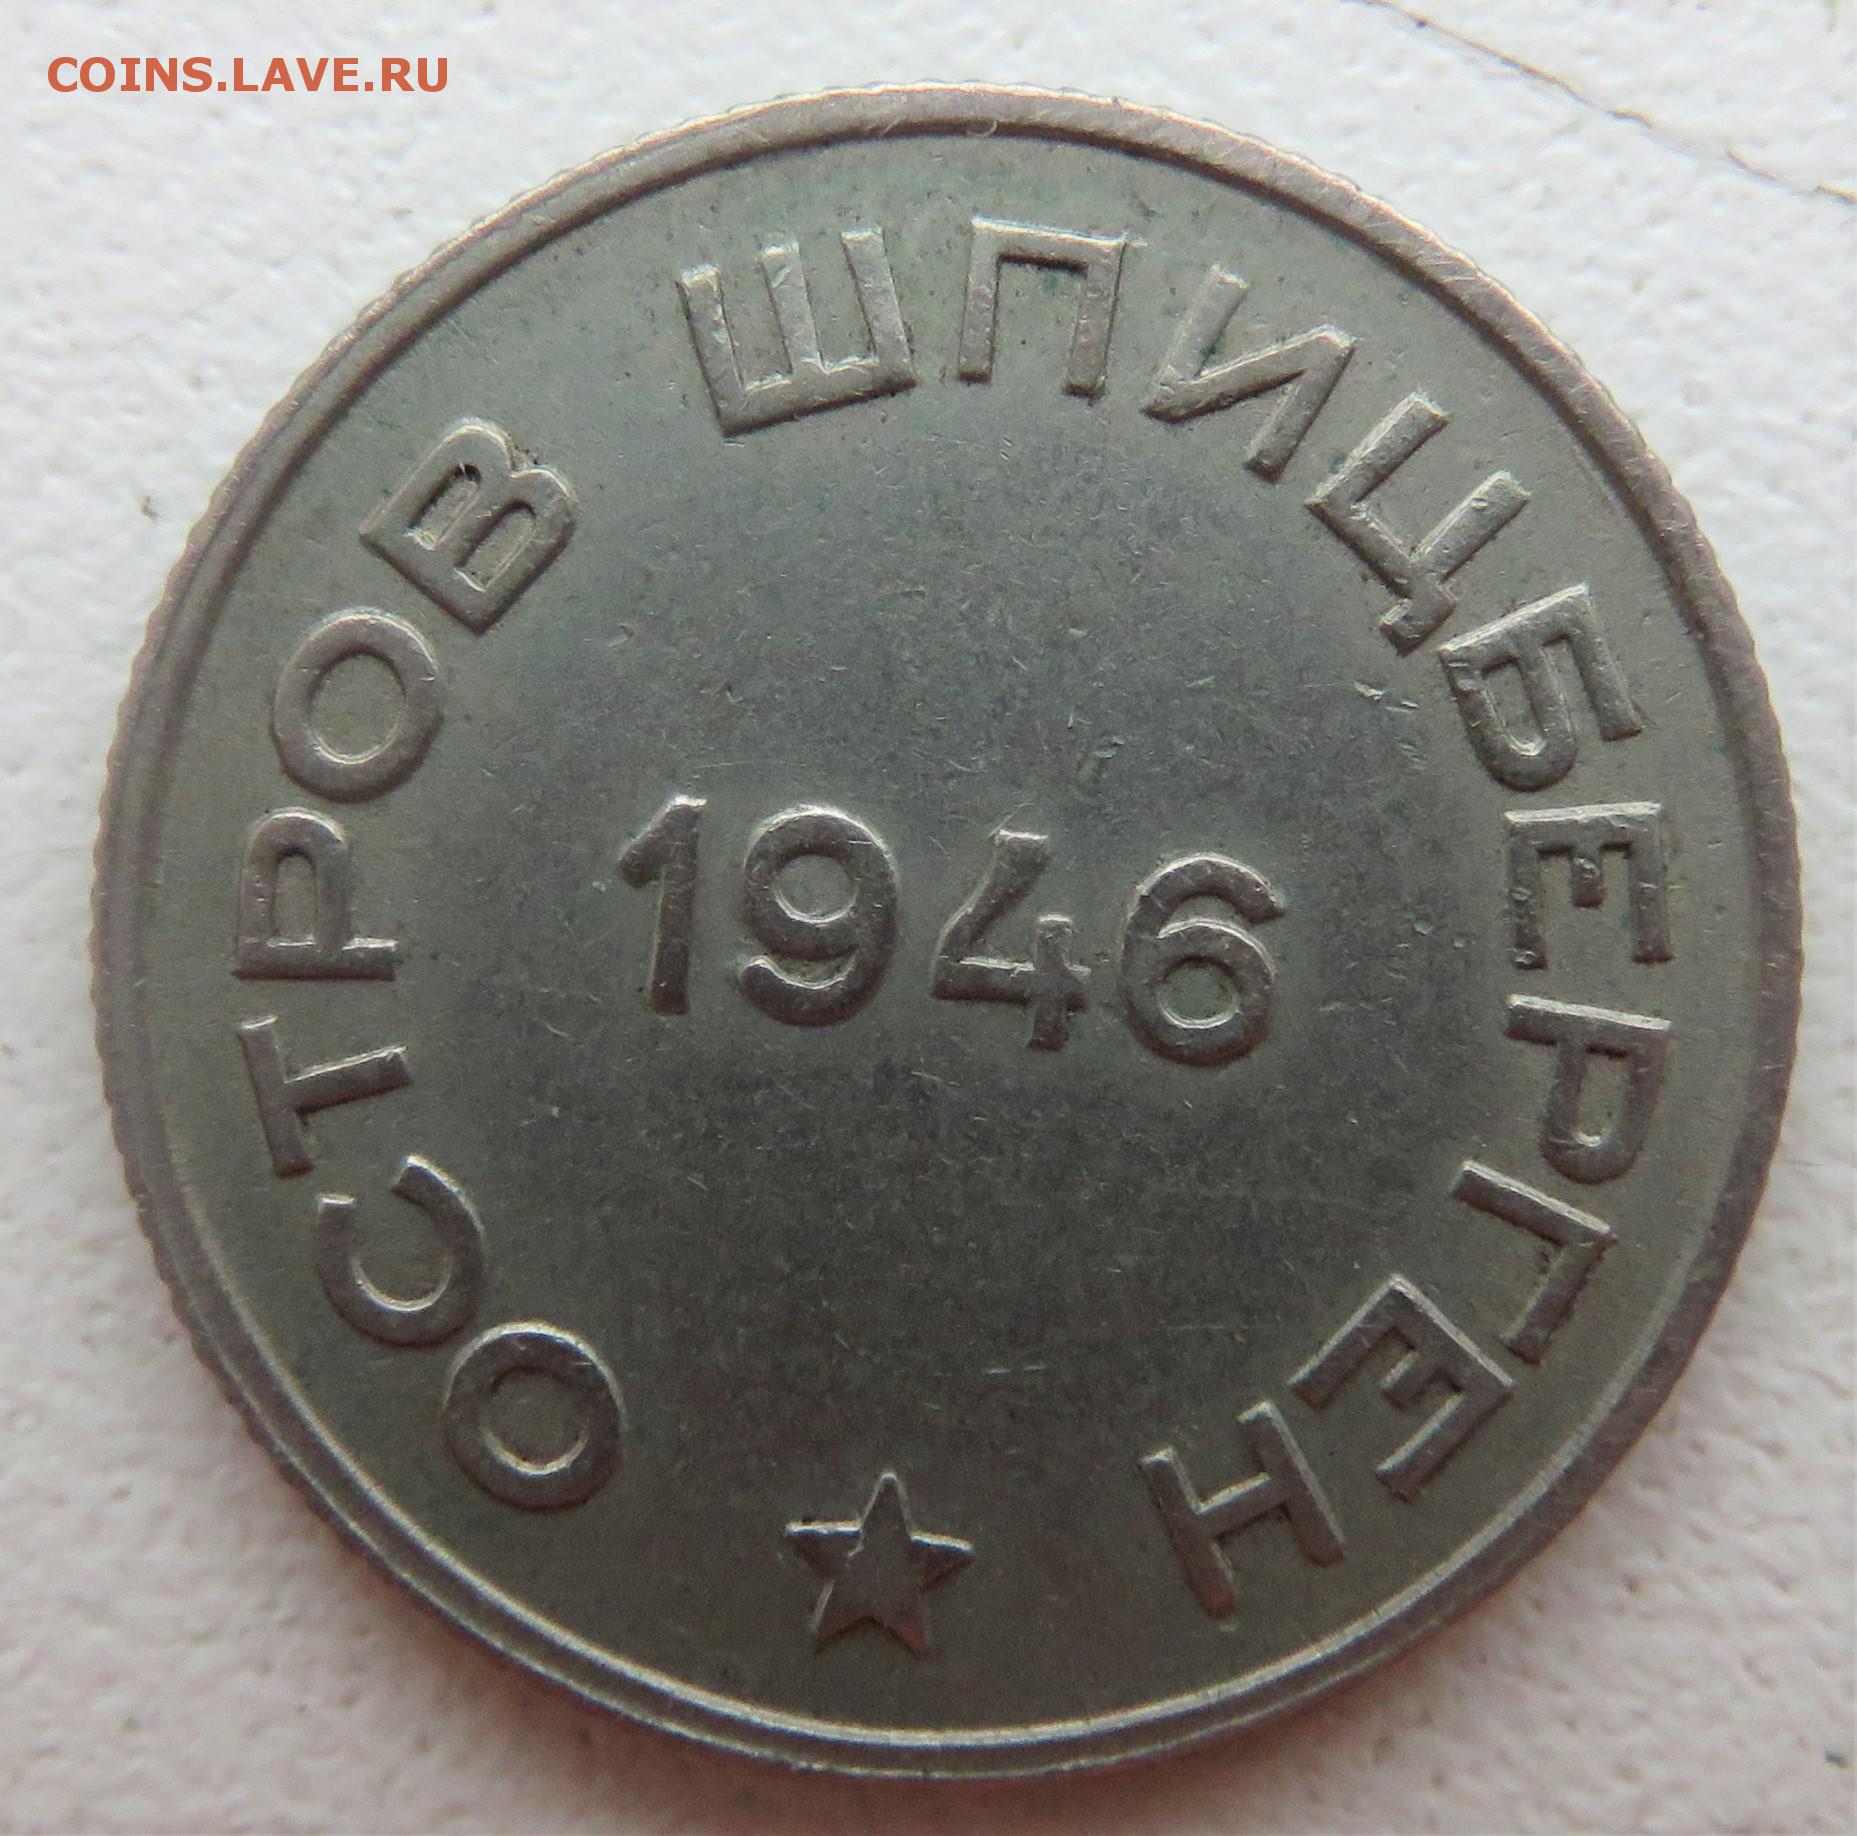 COINS.LAVE.RU
ОСТРОВ ШПИЦБЕРГЕН
1946